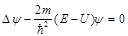 Δψ − 2m/ħ² (E − U)ψ = 0